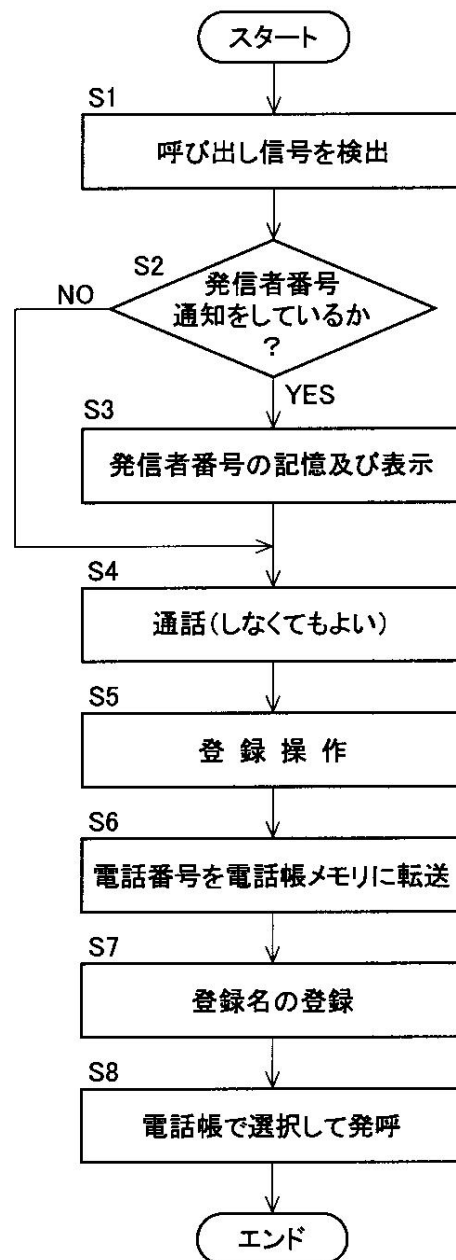 スタート
S1
呼び出し信号を検出
S2
発信者番号
通知をしているか
?
NO
YES
S3
発信者番号の記憶及び表示
S4
通話(しなくてもよい)
S5
登 録 操 作
S6
電話番号を電話帳メモリに転送
S7
登録名の登録
S8
電話帳で選択して発呼
エンド